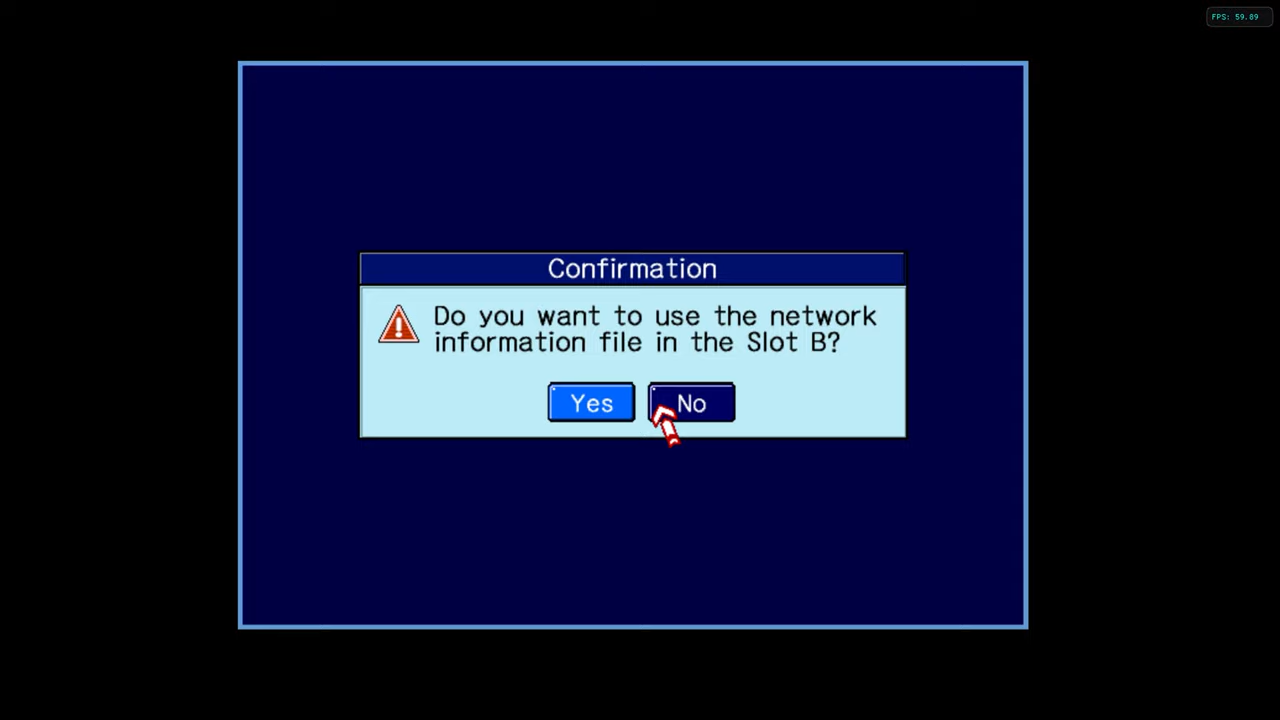 FPS: 59.89
Confirmation
Do you want to use the network
information file in the Slot B?
Yes No